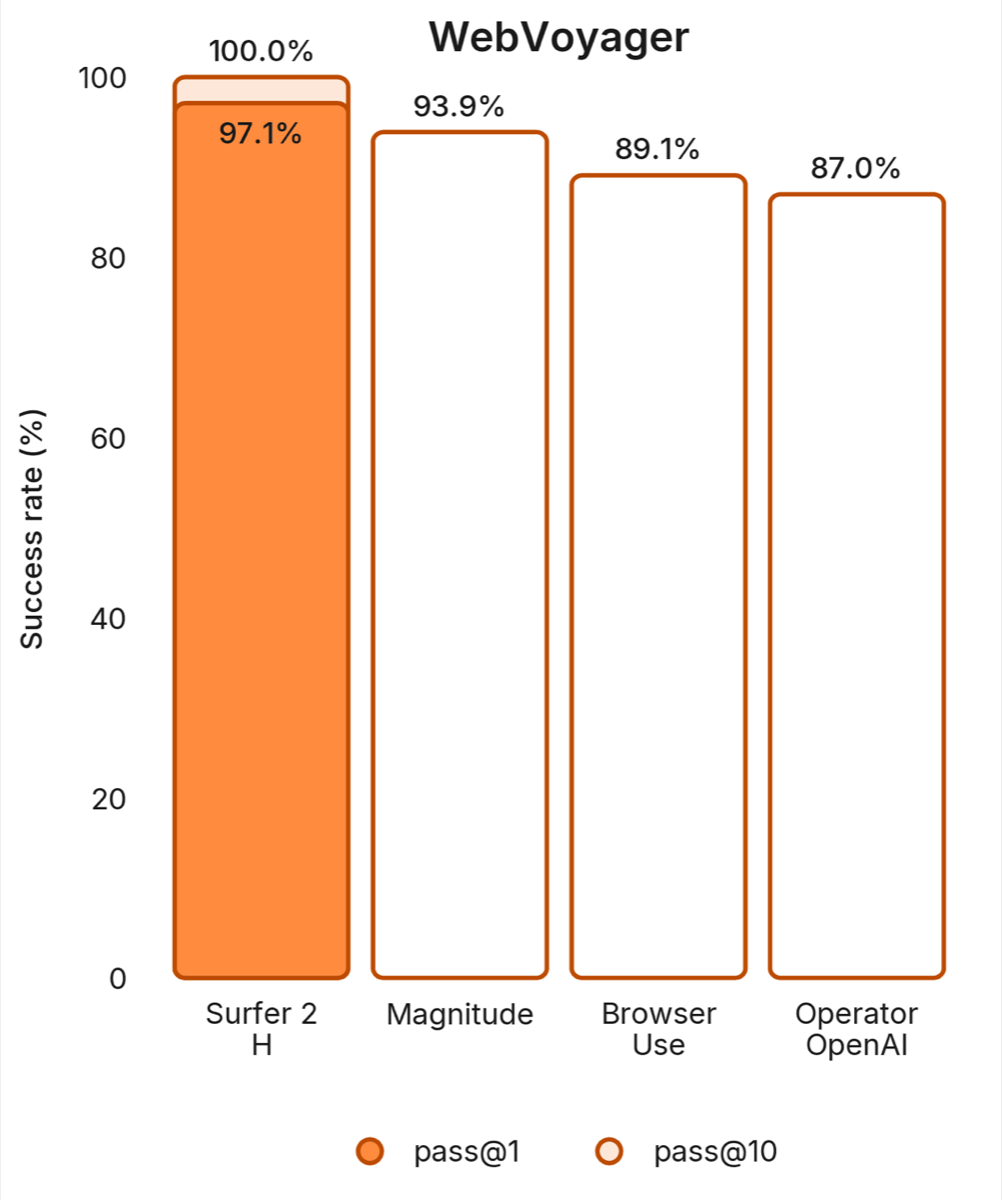 WebVoyager
100.0%
97.1%
93.9%
89.1%
87.0%
100
80
60
40
20
0
Success rate (%)
Surfer 2
H
Magnitude
Browser
Use
Operator
OpenAI
pass@1
pass@10